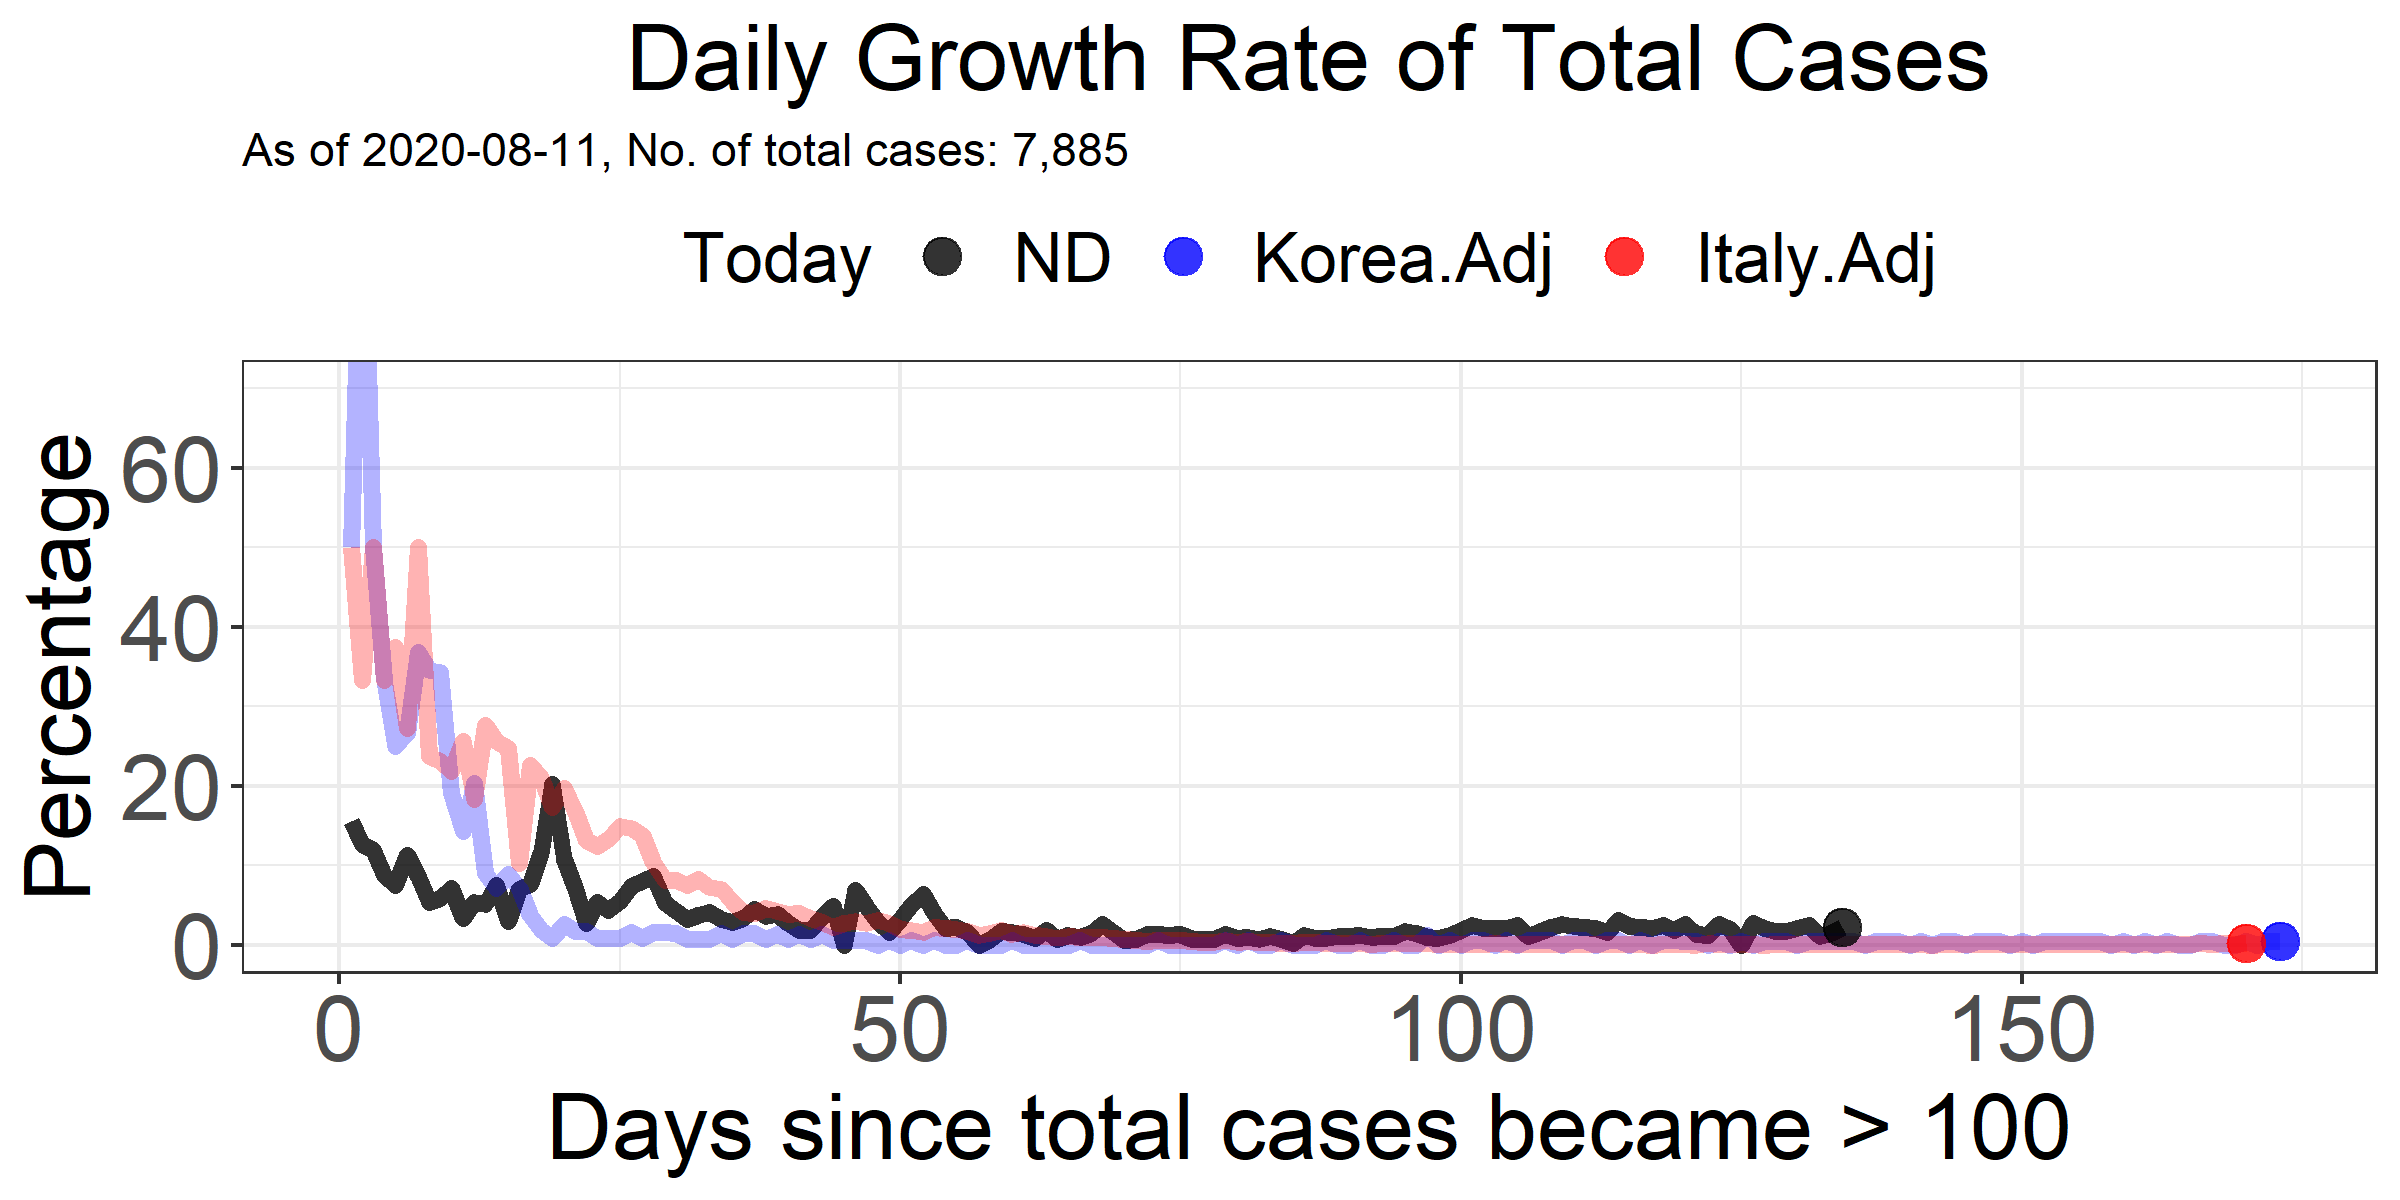 Daily Growth Rate of Total Cases
As of 2020-08-11, No. of total cases: 7,885
Today ND Korea.Adj Italy.Adj
Percentage
60
40
20
0
0 50 100 150
Days since total cases became > 100